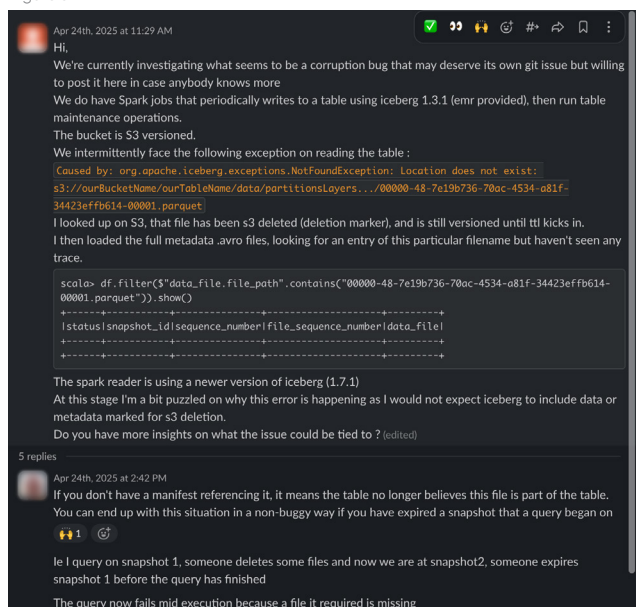 Apr 24th, 2025 at 11:29 AM
Hi,
We're currently investigating what seems to be a corruption bug that may deserve its own git issue but willing
to post it here in case anybody knows more
We do have Spark jobs that periodically writes to a table using iceberg 1.3.1 (emr provided), then run table
maintenance operations.
The bucket is S3 versioned.
We intermittently face the following exception on reading the table :
Caused by: org.apache.iceberg.exceptions.NotFoundException: Location does not exist:
s3://ourBucketName/ourTableName/data/partitionsLayers.../00000-48-7e19b736-70ac-4534-a81f-
34423effb614-00001.parquet
I looked up on S3, that file has been s3 deleted (deletion marker), and is still versioned until ttl kicks in.
I then loaded the full metadata .avro files, looking for an entry of this particular filename but haven't seen any
trace.
scala> df.filter($"data_file.file_path".contains("00000-48-7e19b736-70ac-4534-a81f-34423effb614-
00001.parquet")).show()
+------+-----------+---------------+--------------------+---------+
|status|snapshot_id|sequence_number|file_sequence_number|data_file|
+------+-----------+---------------+--------------------+---------+
+------+-----------+---------------+--------------------+---------+
The spark reader is using a newer version of iceberg (1.7.1)
At this stage I'm a bit puzzled on why this error is happening as I would not expect iceberg to include data or
metadata marked for s3 deletion.
Do you have more insights on what the issue could be tied to ? (edited)
5 replies
Apr 24th, 2025 at 2:42 PM
If you don't have a manifest referencing it, it means the table no longer believes this file is part of the table.
You can end up with this situation in a non-buggy way if you have expired a snapshot that a query began on
1
Ie I query on snapshot 1, someone deletes some files and now we are at snapshot2, someone expires
snapshot 1 before the query has finished
The query now fails mid execution because a file it required is missing